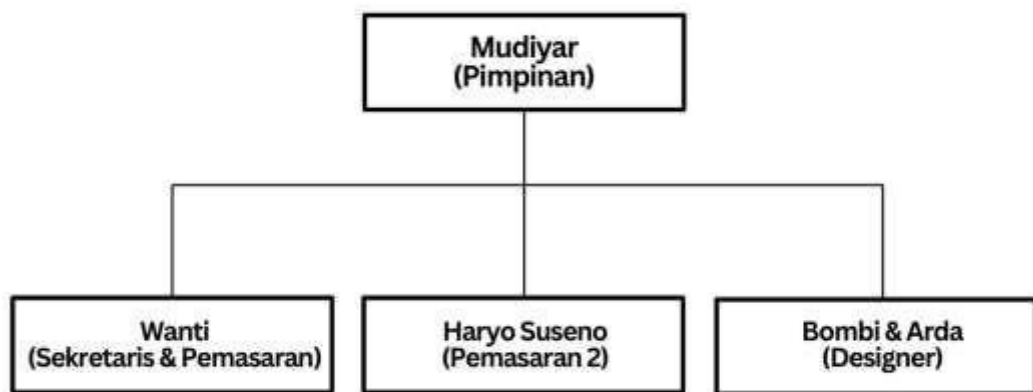 Mudiyar
(Pimpinan)
Wanti
(Sekretaris & Pemasaran)
Haryo Suseno
(Pemasaran 2)
Bombi & Arda
(Designer)